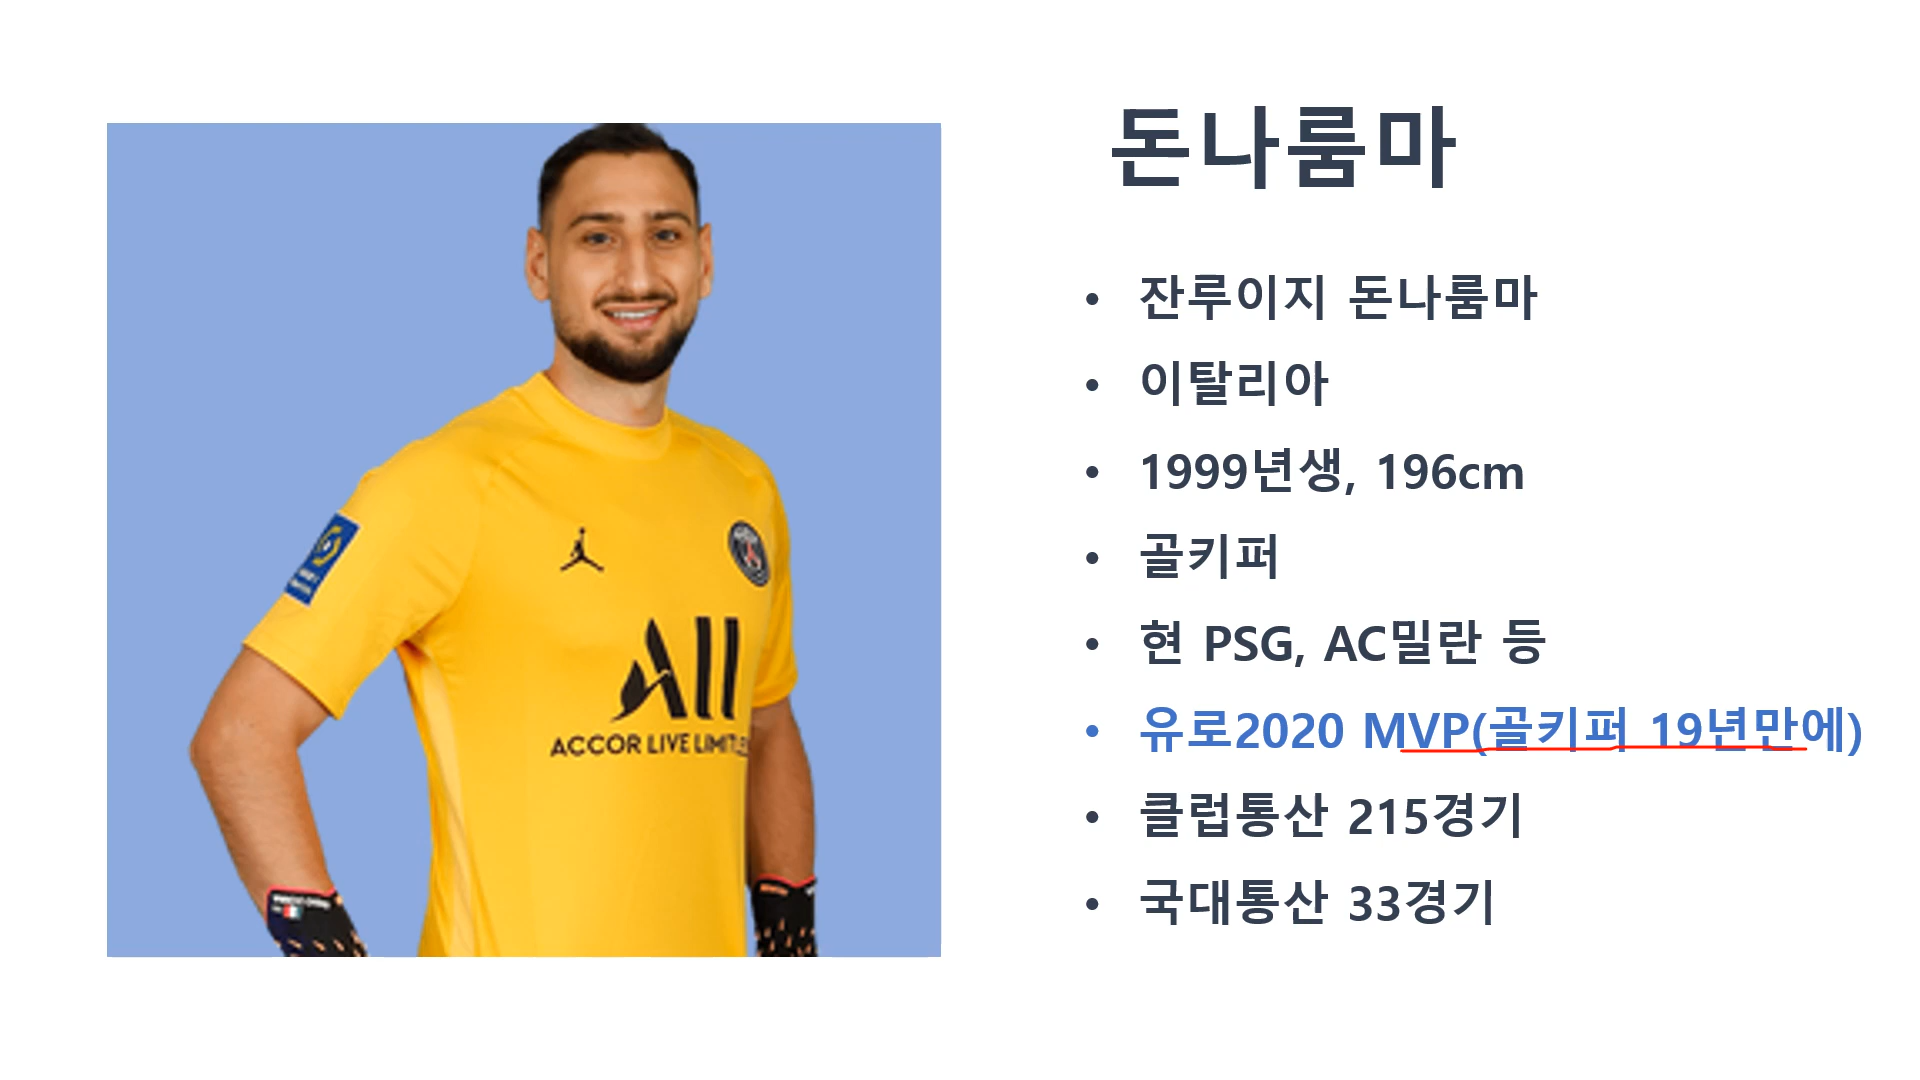 돈나룸마
ACCOR LIVE LIMITLE
• 잔루이지 돈나룸마
• 이탈리아
• 1999년생, 196cm
• 골키퍼
• 현 PSG, AC밀란 등
• 유로2020 MVP(골키퍼 19년만에)
• 클럽통산 215경기
• 국대통산 33경기